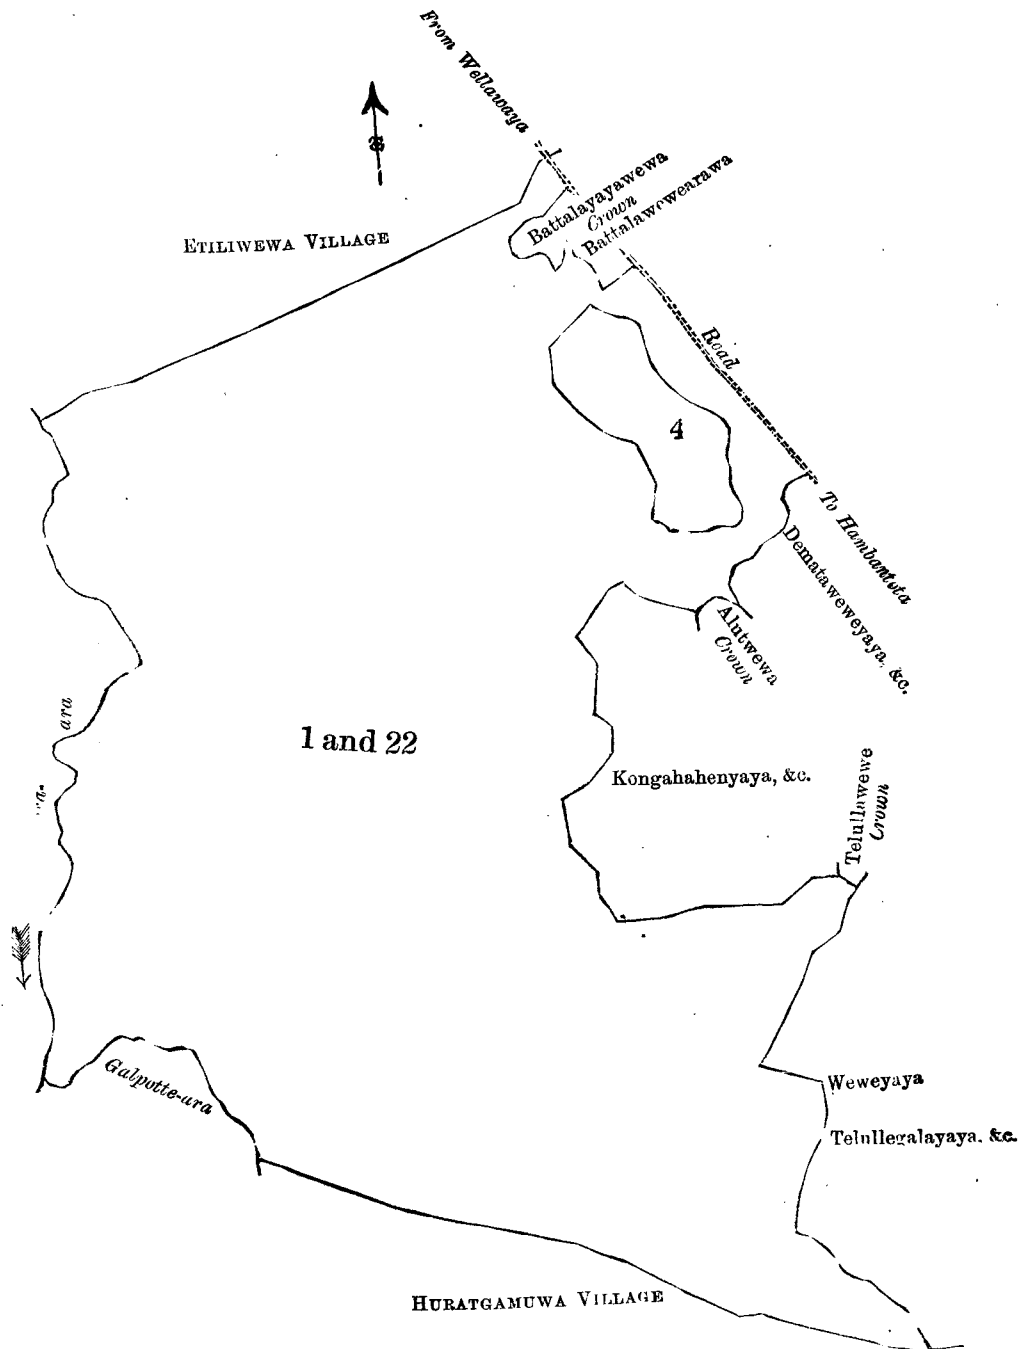 From Wellawaya
Battalayayawewa
Crown
Battalawewearawa
ETILIWEWA VILLAGE
Road
4
To Hambantota
Demataweweyaya, &c.
Alutwewa
Crown
ara
1 and 22
Kongahahenyaya, &c.
Telullawewe
Crown
Galpotte-ara
Weweyaya
Telullegalayaya, &c.
HURATGAMUWA VILLAGE